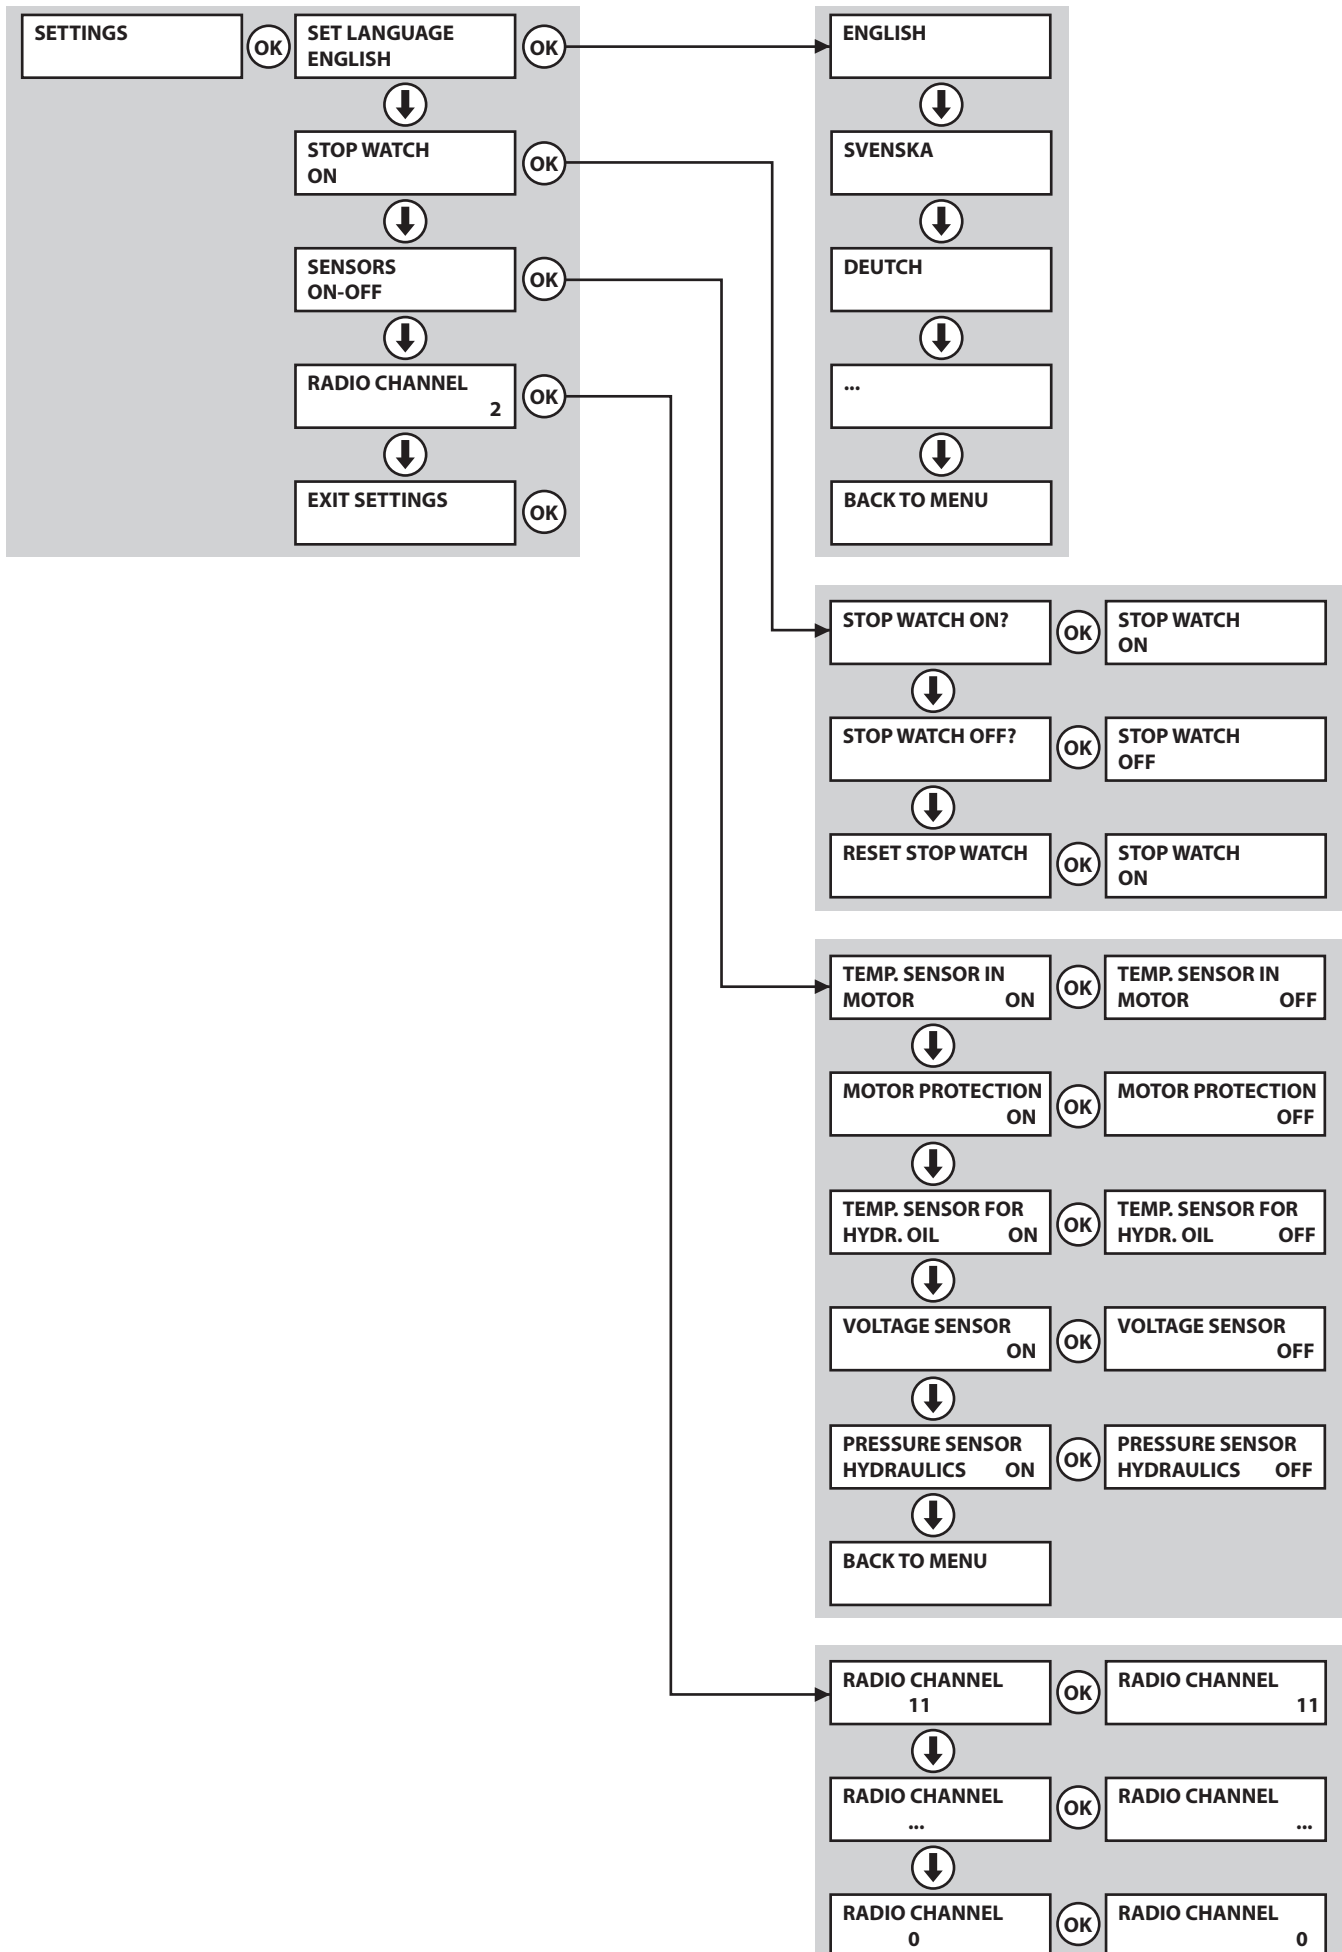 SETTINGS
OK
SET LANGUAGE
ENGLISH
OK
STOP WATCH
ON
OK
SENSORS
ON-OFF
OK
RADIO CHANNEL
2
OK
EXIT SETTINGS
OK
ENGLISH
SVENSKA
DEUTCH
...
BACK TO MENU
STOP WATCH ON?
OK
STOP WATCH
ON
STOP WATCH OFF?
OK
STOP WATCH
OFF
RESET STOP WATCH
OK
STOP WATCH
ON
TEMP. SENSOR IN
MOTOR ON
OK
TEMP. SENSOR IN
MOTOR OFF
MOTOR PROTECTION
ON
OK
MOTOR PROTECTION
OFF
TEMP. SENSOR FOR
HYDR. OIL ON
OK
TEMP. SENSOR FOR
HYDR. OIL OFF
VOLTAGE SENSOR
ON
OK
VOLTAGE SENSOR
OFF
PRESSURE SENSOR
HYDRAULICS ON
OK
PRESSURE SENSOR
HYDRAULICS OFF
BACK TO MENU
RADIO CHANNEL
11
OK
RADIO CHANNEL
11
RADIO CHANNEL
...
OK
RADIO CHANNEL
...
RADIO CHANNEL
0
OK
RADIO CHANNEL
0